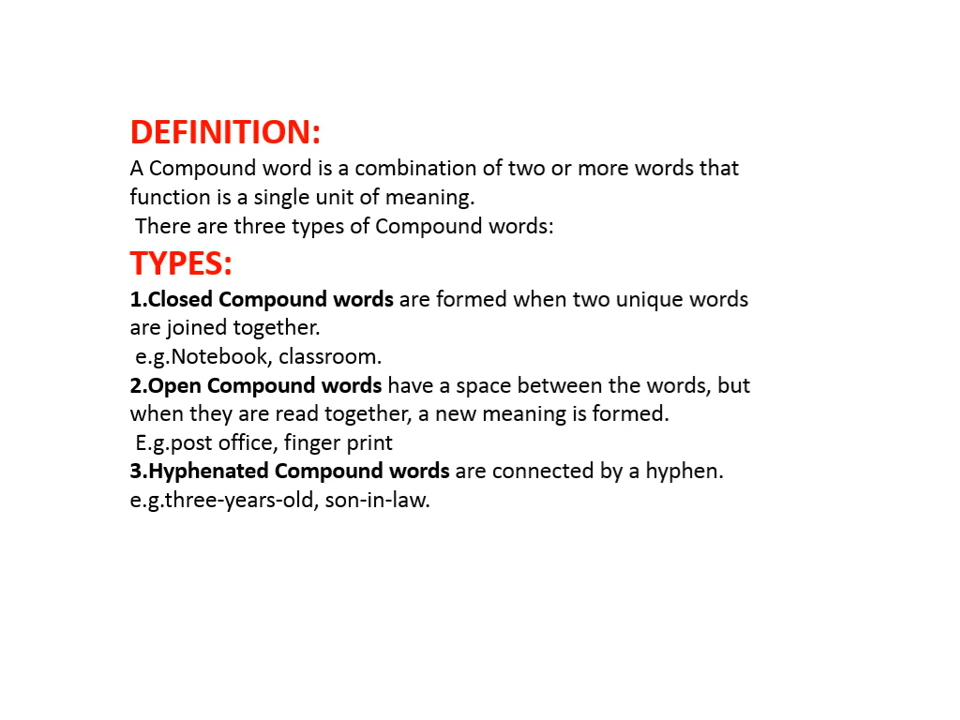 DEFINITION:
A Compound word is a combination of two or more words that
function is a single unit of meaning.
There are three types of Compound words:
TYPES:
1.Closed Compound words are formed when two unique words
are joined together.
e.g.Notebook, classroom.
2.Open Compound words have a space between the words, but
when they are read together, a new meaning is formed.
E.g.post office, finger print
3.Hyphenated Compound words are connected by a hyphen.
e.g.three-years-old, son-in-law.